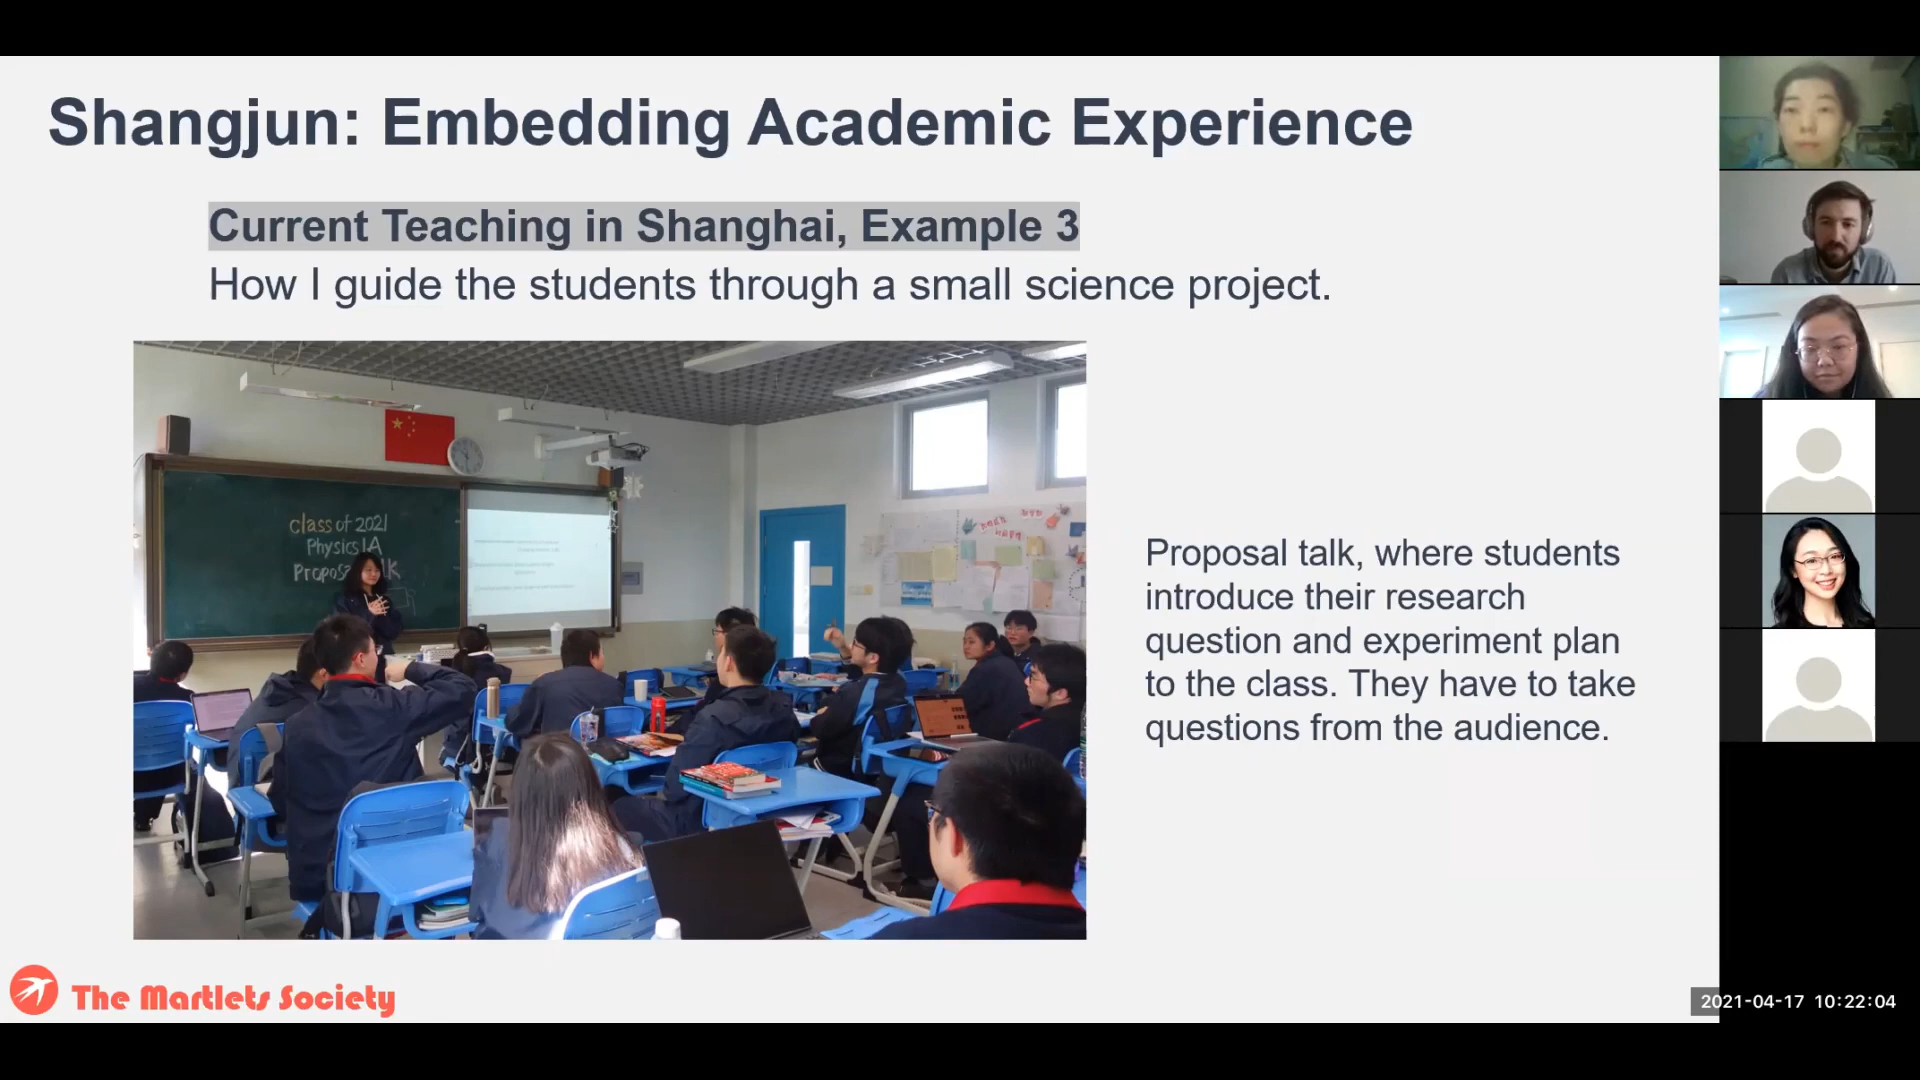 Shangjun: Embedding Academic Experience
Current Teaching in Shanghai, Example 3
How I guide the students through a small science project.
class of 2021
Physics IA
Proposal
Proposal talk, where students
introduce their research
question and experiment plan
to the class. They have to take
questions from the audience.
The Martlets Society
2021-04-17 10:22:04